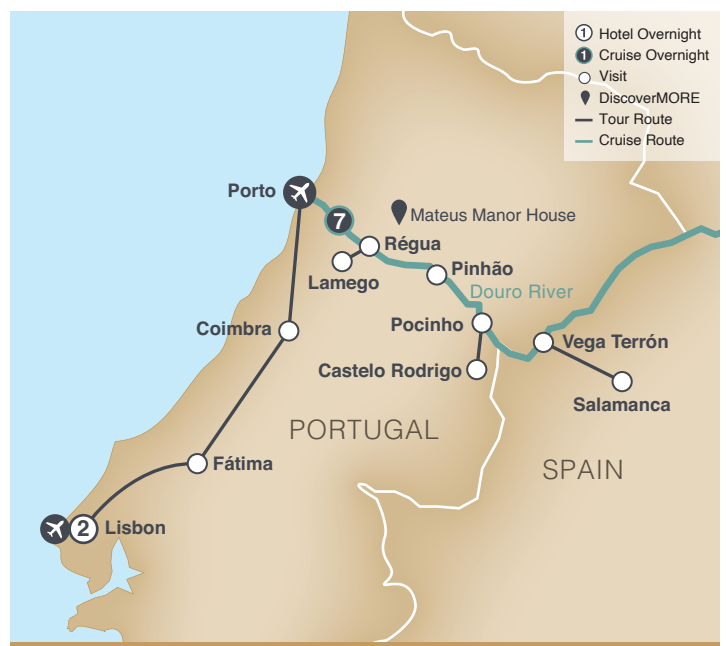 1 Hotel Overnight
1 Cruise Overnight
Visit
DiscoverMORE
Tour Route
Cruise Route
Porto
7
Mateus Manor House
Régua
Lamego
Pinhão
Douro River
Coimbra
Pocinho
Vega Terrón
Castelo Rodrigo
Salamanca
PORTUGAL
Fátima
SPAIN
2 Lisbon